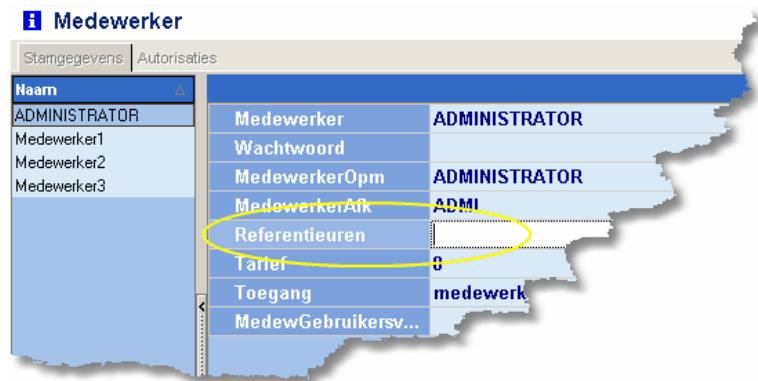 Medewerker
Stamgegevens Autorisaties
Naam
ADMINISTRATOR
Medewerker1
Medewerker2
Medewerker3
Medewerker ADMINISTRATOR
Wachtwoord
MedewerkerOpm ADMINISTRATOR
MedewerkerAfk ADMI
Referentieuren
Tarief 0
Toegang medewerk
MedewGebruikersv...